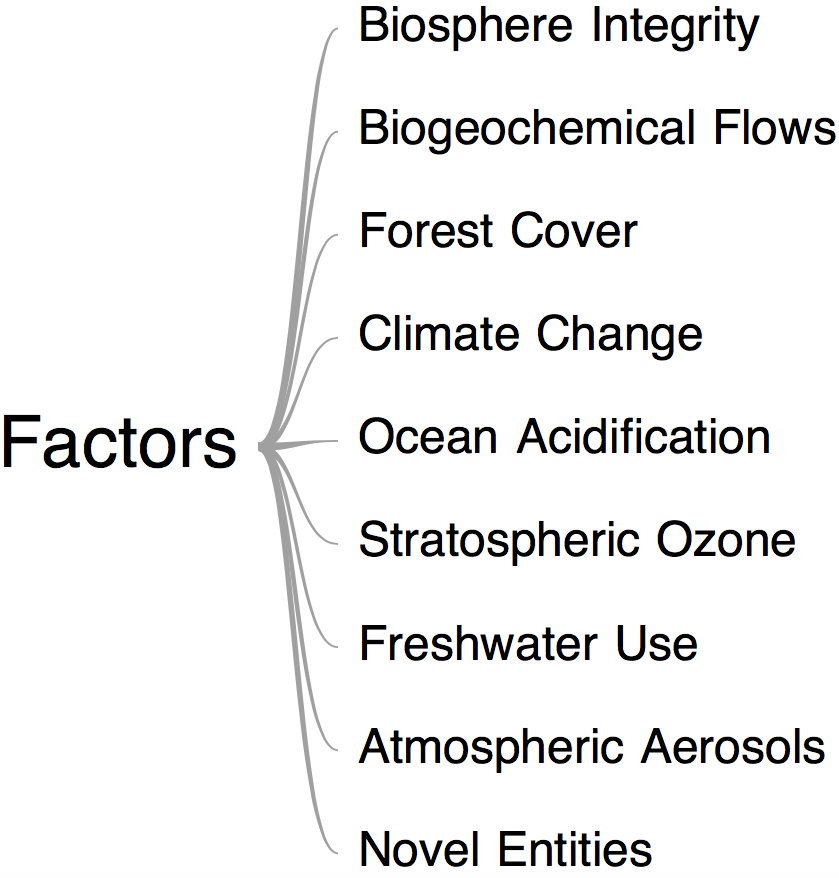 Factors
Biosphere Integrity
Biogeochemical Flows
Forest Cover
Climate Change
Ocean Acidification
Stratospheric Ozone
Freshwater Use
Atmospheric Aerosols
Novel Entities